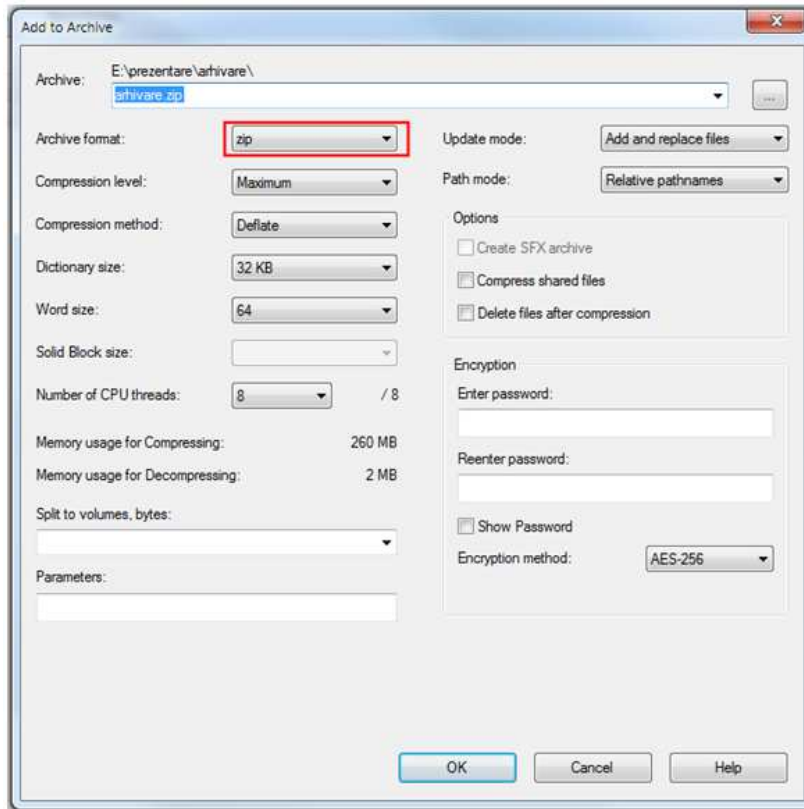 Add to Archive
Archive:
E:\prezentare\arhivare\
arhivare.zip
...
Archive format:
zip
Compression level:
Maximum
Compression method:
Deflate
Dictionary size:
32 KB
Word size:
64
Solid Block size:
Number of CPU threads:
8
/ 8
Memory usage for Compressing:
260 MB
Memory usage for Decompressing:
2 MB
Split to volumes, bytes:
Parameters:
Update mode:
Add and replace files
Path mode:
Relative pathnames
Options
Create SFX archive
Compress shared files
Delete files after compression
Encryption
Enter password:
Reenter password:
Show Password
Encryption method:
AES-256
OK
Cancel
Help